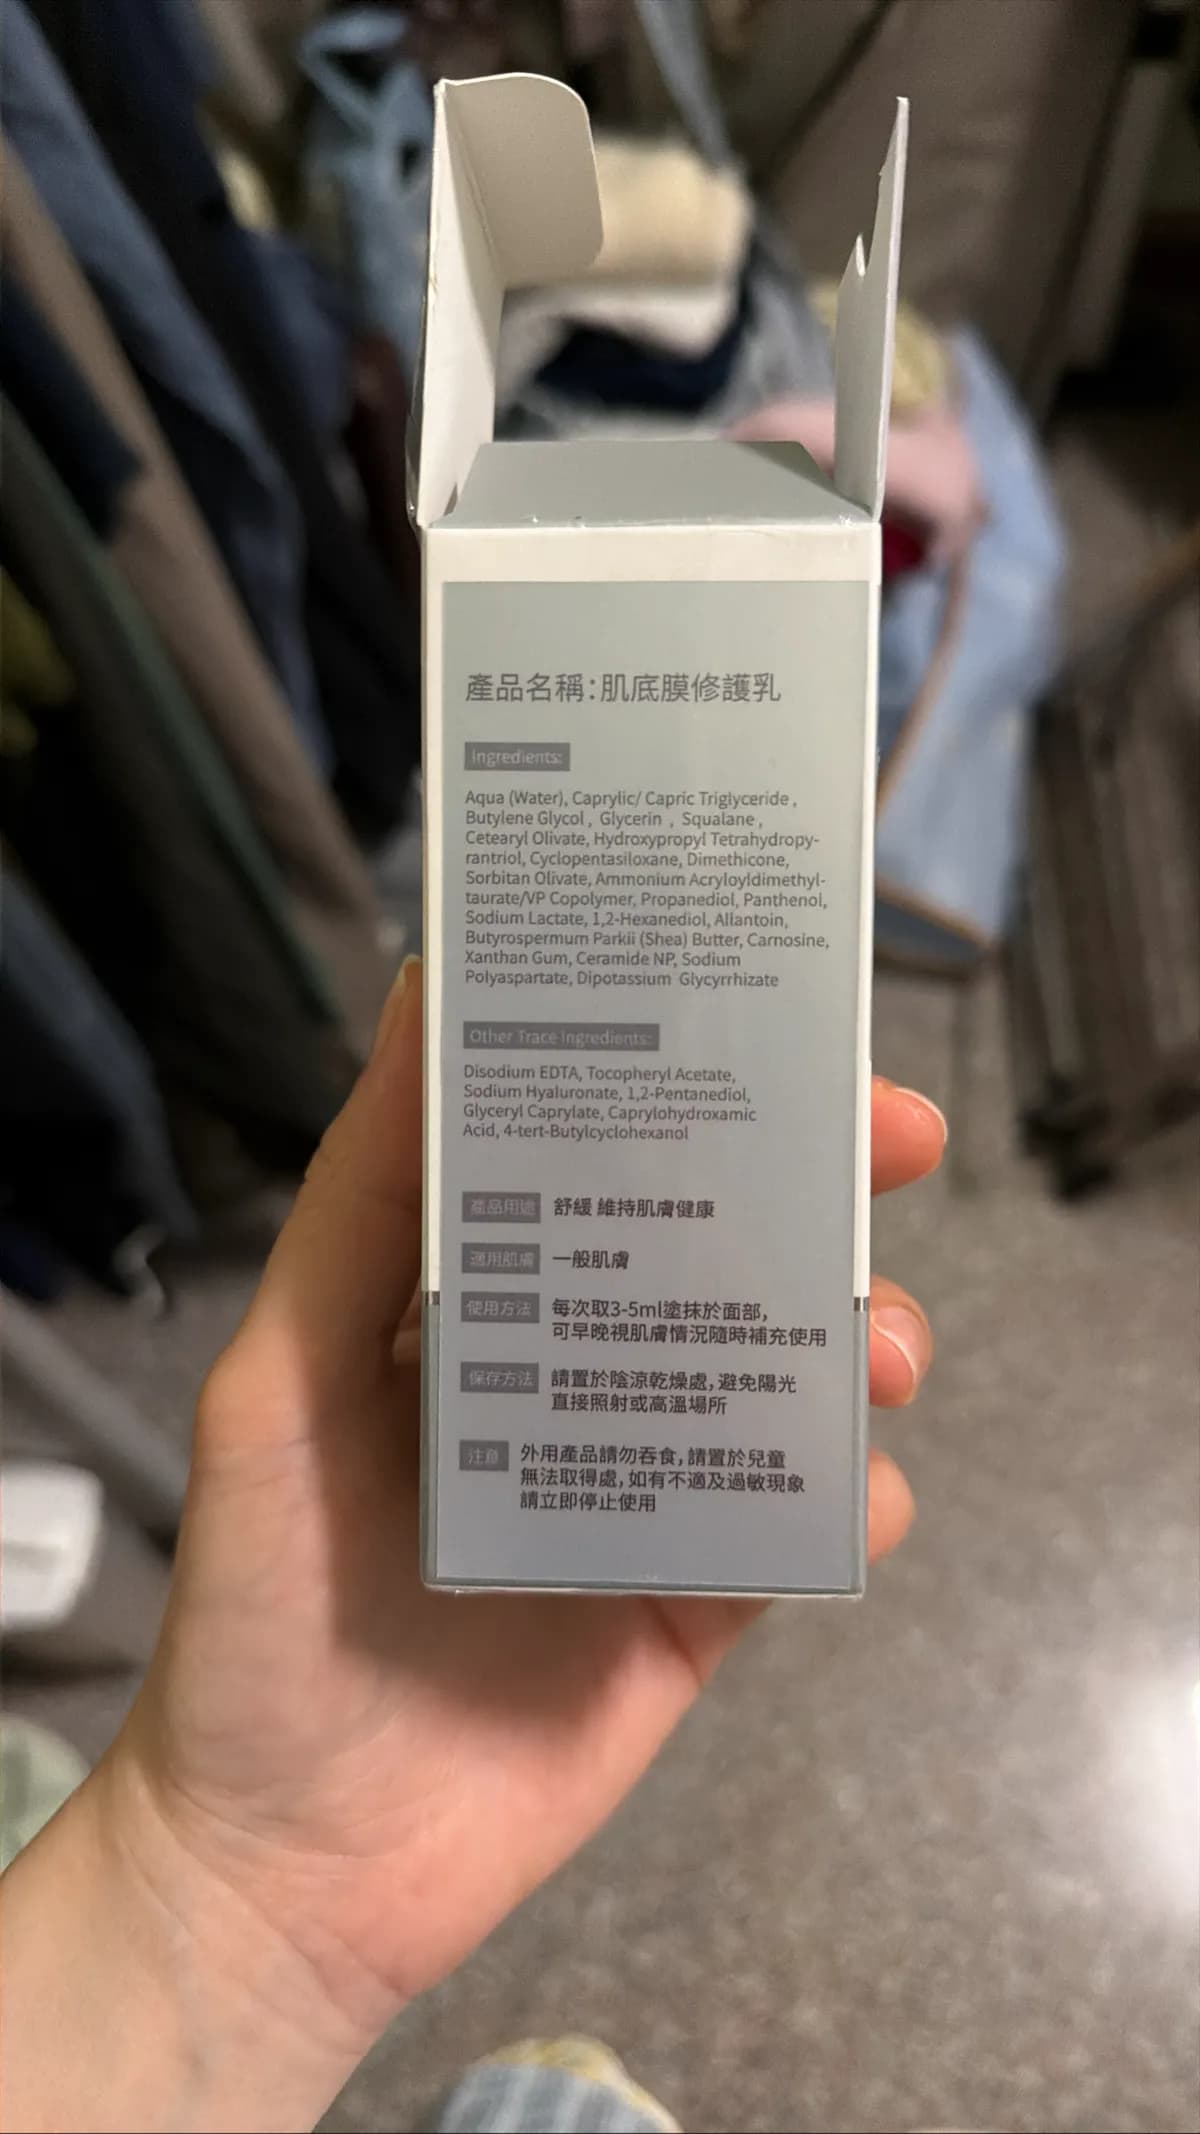 產品名稱:肌底膜修護乳
Ingredients:
Aqua (Water), Caprylic/ Capric Triglyceride ,
Butylene Glycol , Glycerin , Squalane ,
Cetearyl Olivate, Hydroxypropyl Tetrahydropy-
rantriol, Cyclopentasiloxane, Dimethicone,
Sorbitan Olivate, Ammonium Acryloyldimethyl-
taurate/VP Copolymer, Propanediol, Panthenol,
Sodium Lactate, 1,2-Hexanediol, Allantoin,
Butyrospermum Parkii (Shea) Butter, Carnosine,
Xanthan Gum, Ceramide NP, Sodium
Polyaspartate, Dipotassium Glycyrrhizate
Other Trace Ingredients:
Disodium EDTA, Tocopheryl Acetate,
Sodium Hyaluronate, 1,2-Pentanediol,
Glyceryl Caprylate, Caprylohydroxamic
Acid, 4-tert-Butylcyclohexanol
產品用途 舒緩 維持肌膚健康
適用肌膚 一般肌膚
使用方法 每次取3-5ml塗抹於面部,
可早晚視肌膚情況隨時補充使用
保存方法 請置於陰涼乾燥處,避免陽光
直接照射或高溫場所
注意 外用產品請勿吞食,請置於兒童
無法取得處,如有不適及過敏現象
請立即停止使用